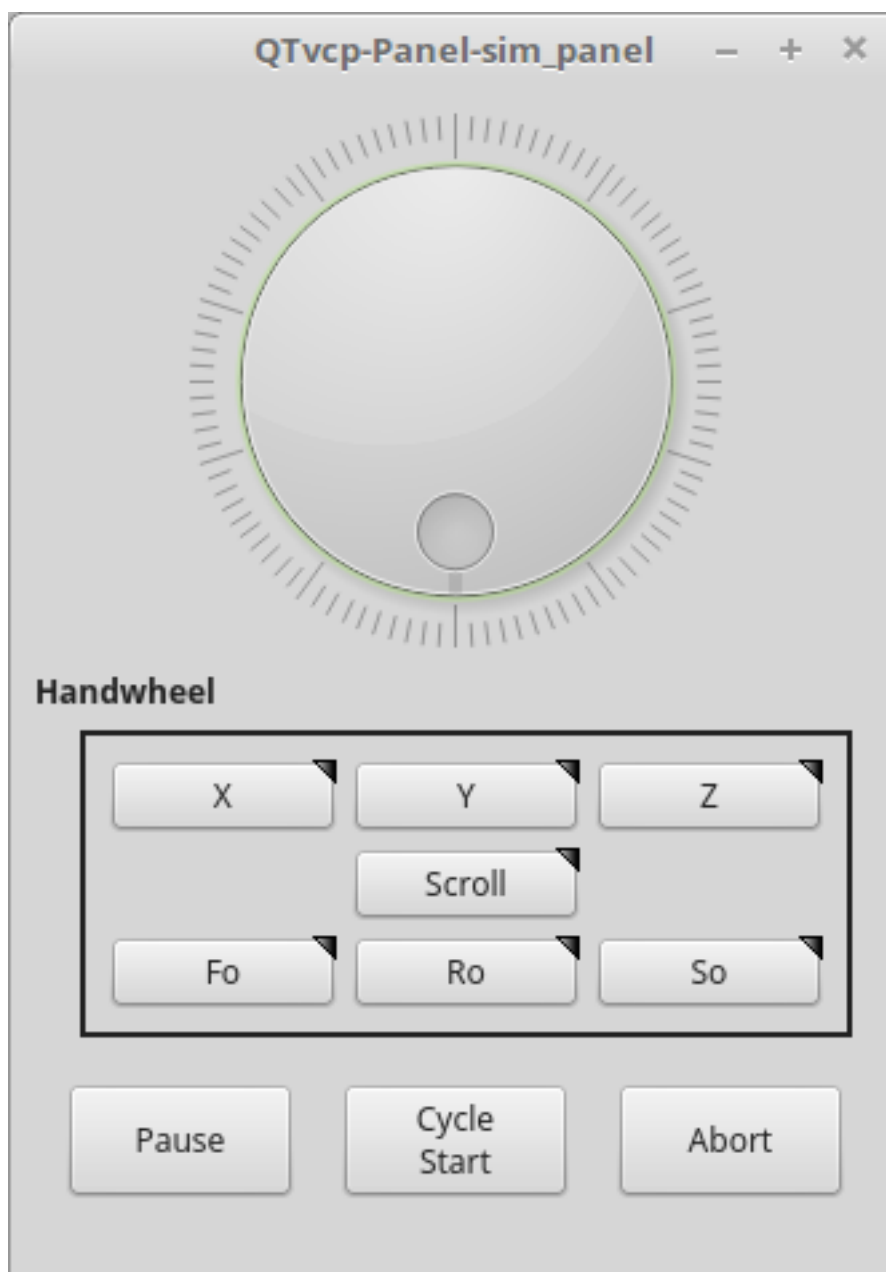 QTvcp-Panel-sim_panel
Handwheel
X Y Z
Scroll
Fo Ro So
Pause
Cycle
Start
Abort